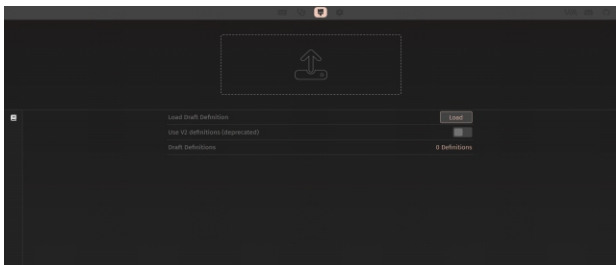 Load Draft Definition
Load
Use V2 definitions (deprecated)
Draft Definitions
0 Definitions